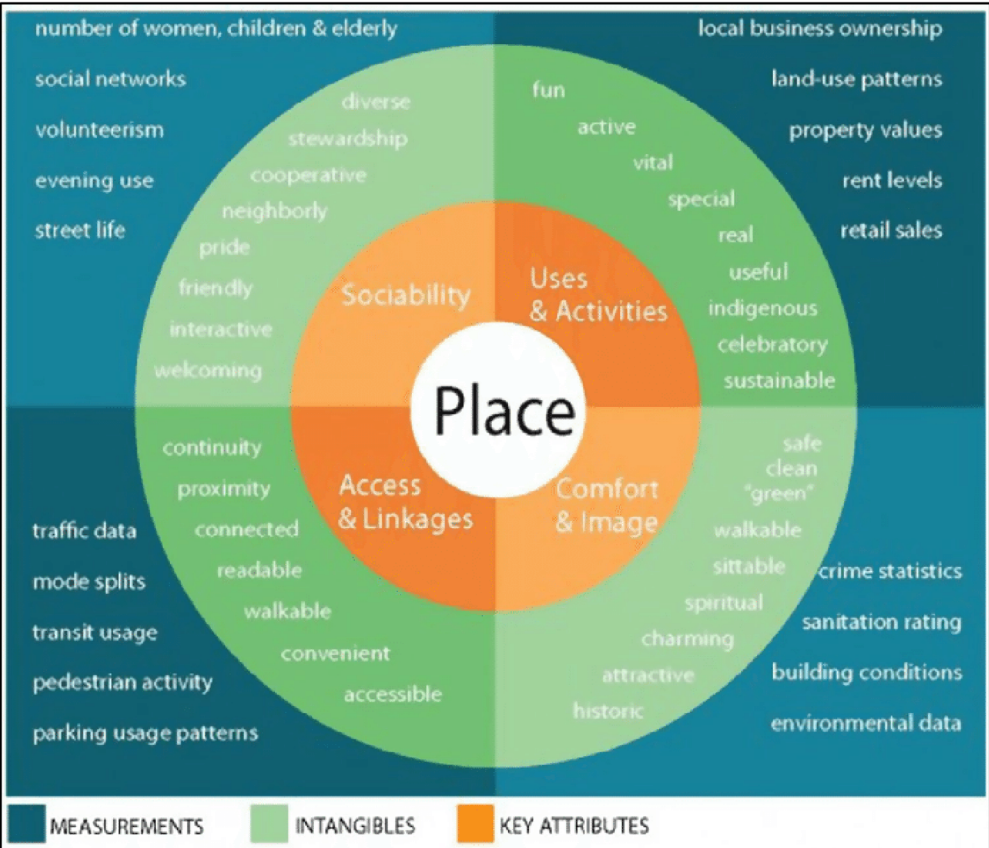 number of women, children & elderly
social networks
volunteerism
evening use
street life
local business ownership
land-use patterns
property values
rent levels
retail sales
diverse
stewardship
cooperative
neighborly
pride
friendly
interactive
welcoming
fun
active
vital
special
real
useful
indigenous
celebratory
sustainable
Sociability
Uses
& Activities
Place
Access
& Linkages
Comfort
& Image
continuity
proximity
connected
readable
walkable
convenient
accessible
safe
clean
"green"
walkable
sittable
spiritual
charming
attractive
historic
traffic data
mode splits
transit usage
pedestrian activity
parking usage patterns
crime statistics
sanitation rating
building conditions
environmental data
MEASUREMENTS
INTANGIBLES
KEY ATTRIBUTES